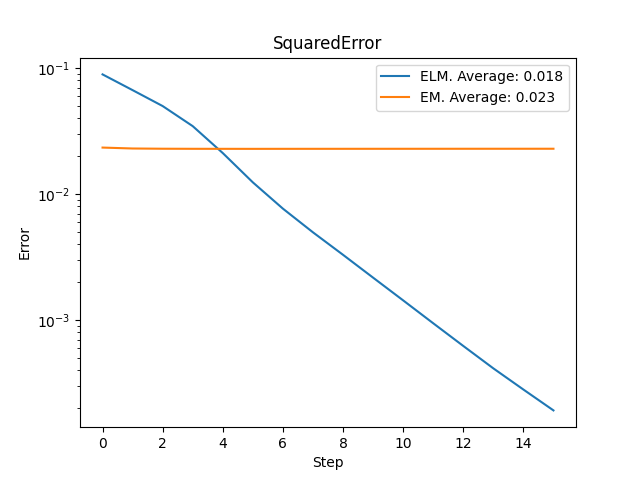 SquaredError
ELM. Average: 0.018
EM. Average: 0.023
10⁻¹
10⁻²
10⁻³
Error
0 2 4 6 8 10 12 14
Step